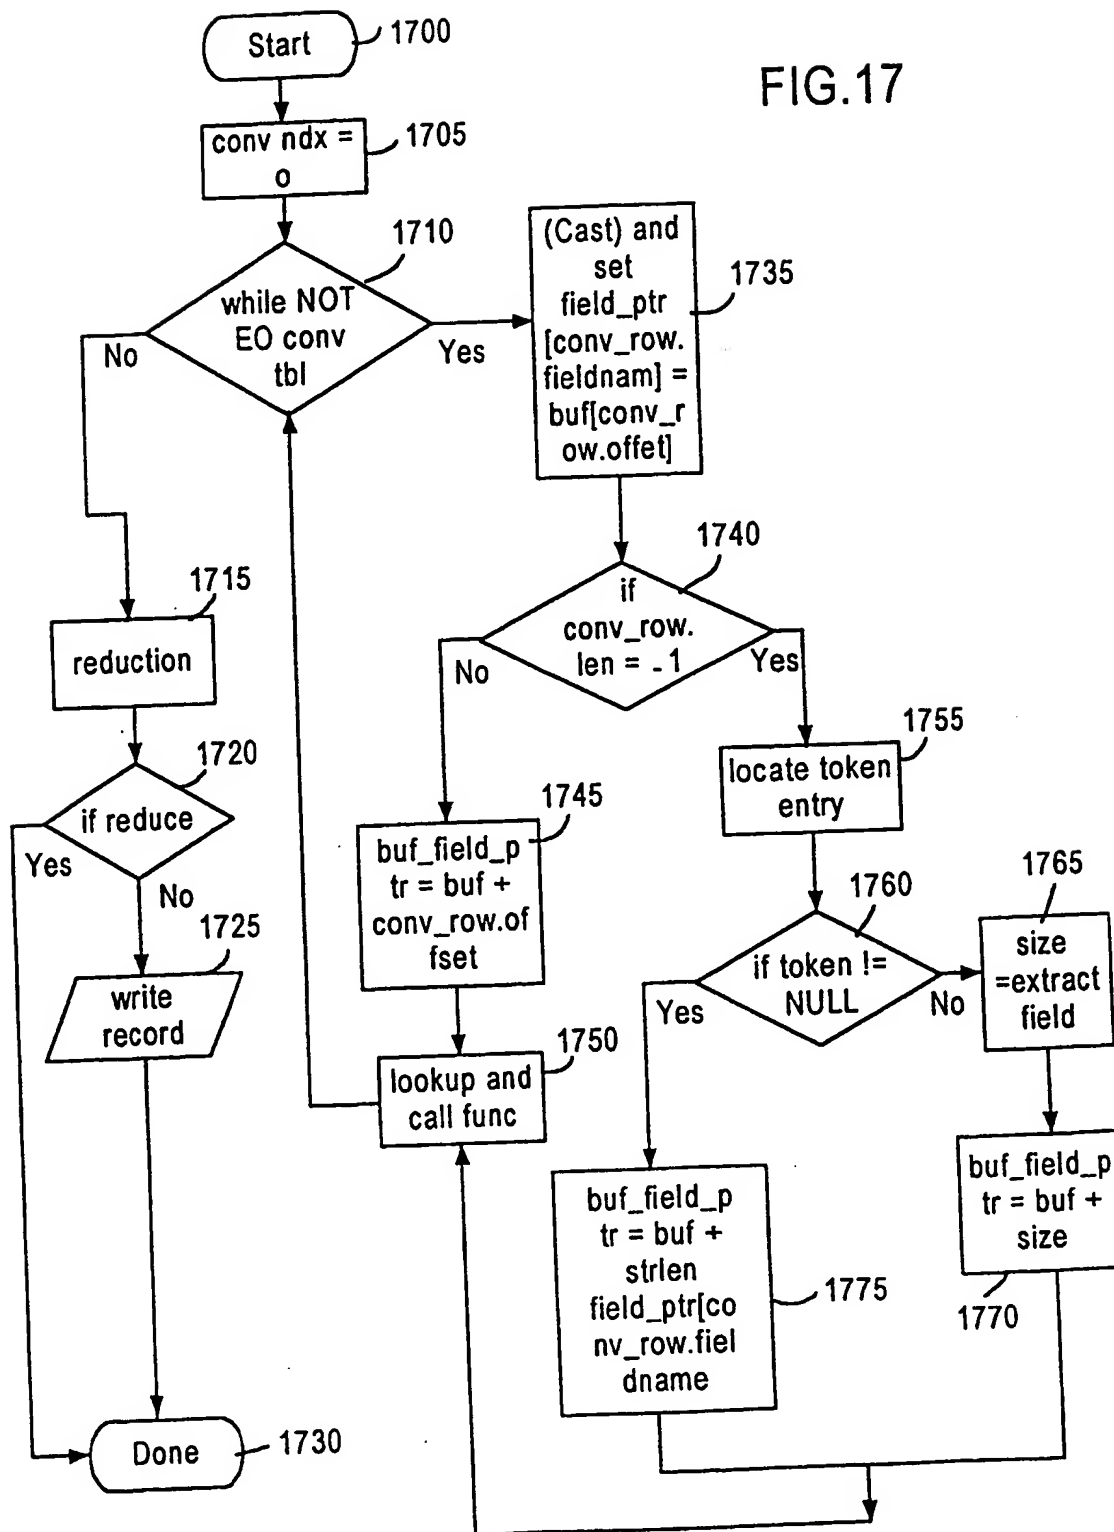 FIG.17
Start
1700
conv ndx =
o
1705
while NOT
EO conv
tbl
1710
No
Yes
(Cast) and
set
field_ptr
[conv_row.
fieldnam] =
buf[conv_r
ow.offet]
1735
if
conv_row.
len = - 1
1740
No
Yes
reduction
1715
if reduce
1720
Yes
No
write
record
1725
Done
1730
buf_field_p
tr = buf +
conv_row.of
fset
1745
lookup and
call func
1750
locate token
entry
1755
if token !=
NULL
1760
Yes
No
size
=extract
field
1765
buf_field_p
tr = buf +
size
1770
buf_field_p
tr = buf +
strlen
field_ptr[co
nv_row.fiel
dname
1775